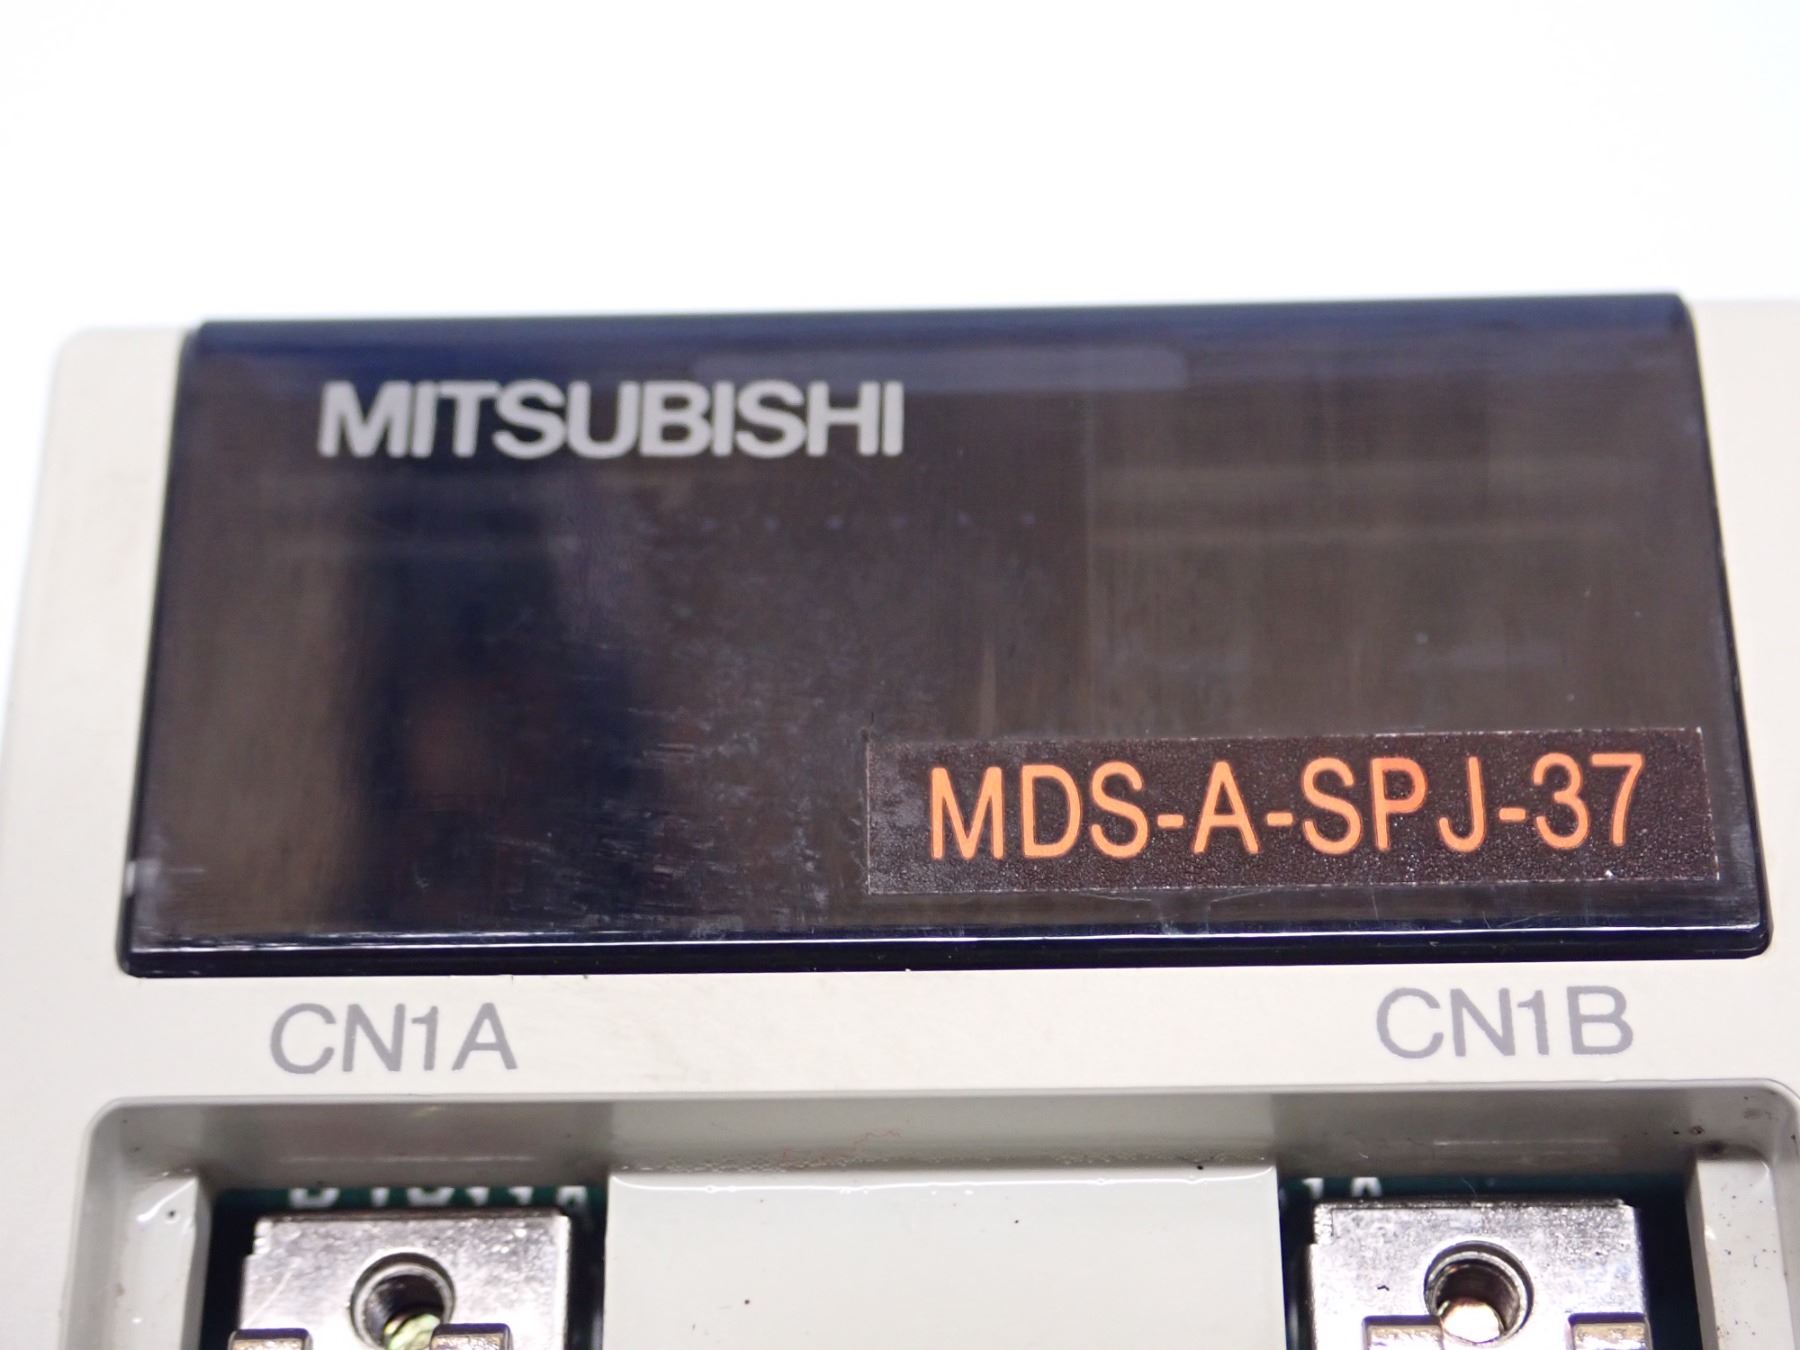 MITSUBISHI
MDS-A-SPJ-37
CN1A
CN1B